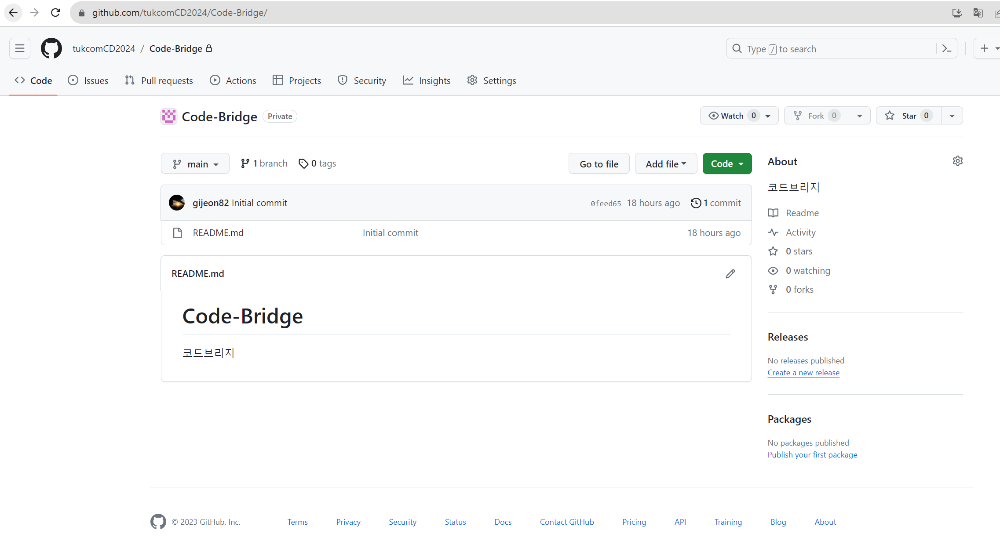 github.com/tukcomCD2024/Code-Bridge/
tukcomCD2024 / Code-Bridge
Type / to search
Code Issues Pull requests Actions Projects Security Insights Settings
Code-Bridge Private
Watch 0 Fork 0 Star 0
main 1 branch 0 tags Go to file Add file Code
gijeon82 Initial commit 0feed65 18 hours ago 1 commit
README.md Initial commit 18 hours ago
README.md
Code-Bridge
코드브리지
About
코드브리지
Readme
Activity
0 stars
0 watching
0 forks
Releases
No releases published
Create a new release
Packages
No packages published
Publish your first package
© 2023 GitHub, Inc. Terms Privacy Security Status Docs Contact GitHub Pricing API Training Blog About